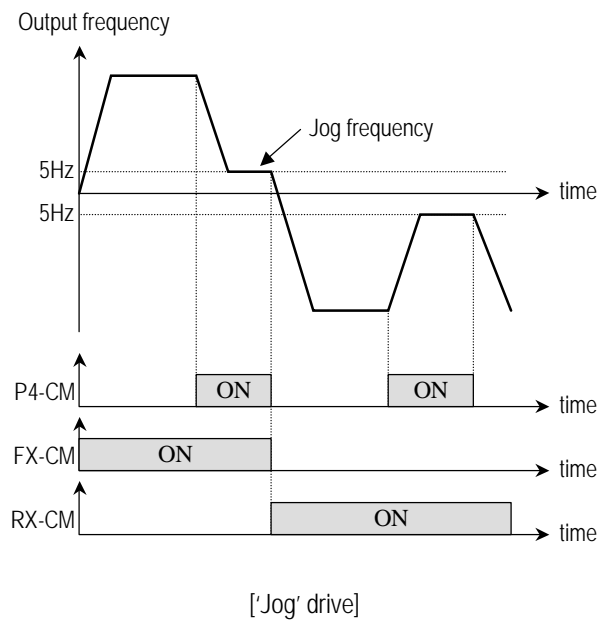 Output frequency
Jog frequency
5Hz
time
5Hz
P4-CM
ON
ON
time
FX-CM
ON
time
RX-CM
ON
time
['Jog' drive]